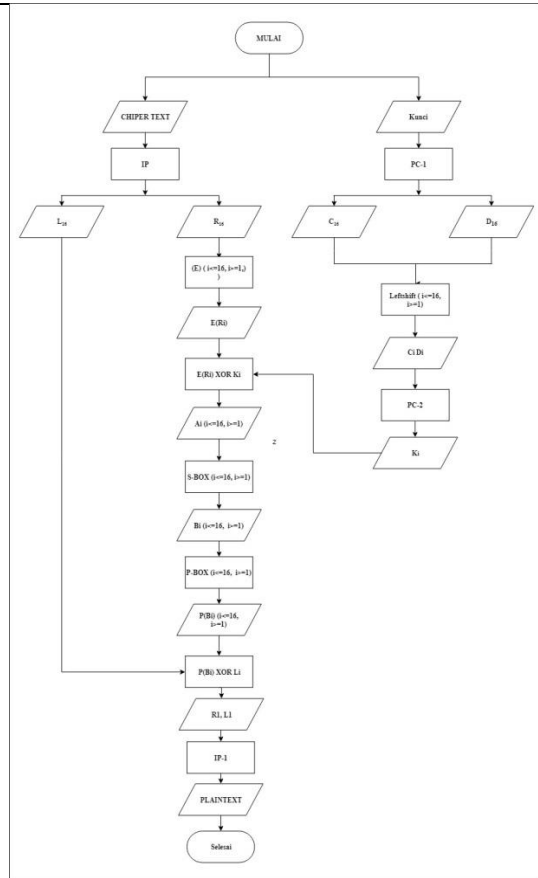 MULAI
CHIPER TEXT
Kunci
IP
PC-1
L16
R16
C16
D16
(E) ( i<=16, i>=1,)
)
Leftshift ( i<=16,
i>=1)
E(Ri)
Ci Di
E(Ri) XOR Ki
PC-2
Ai (i<=16, i>=1)
Z
Ki
S-BOX (i<=16, i>=1)
Bi (i<=16, i>=1)
P-BOX (i<=16, i>=1)
P(Bi) (i<=16,
i>=1)
P(Bi) XOR Li
R1, L1
IP-1
PLAINTEXT
Selesai